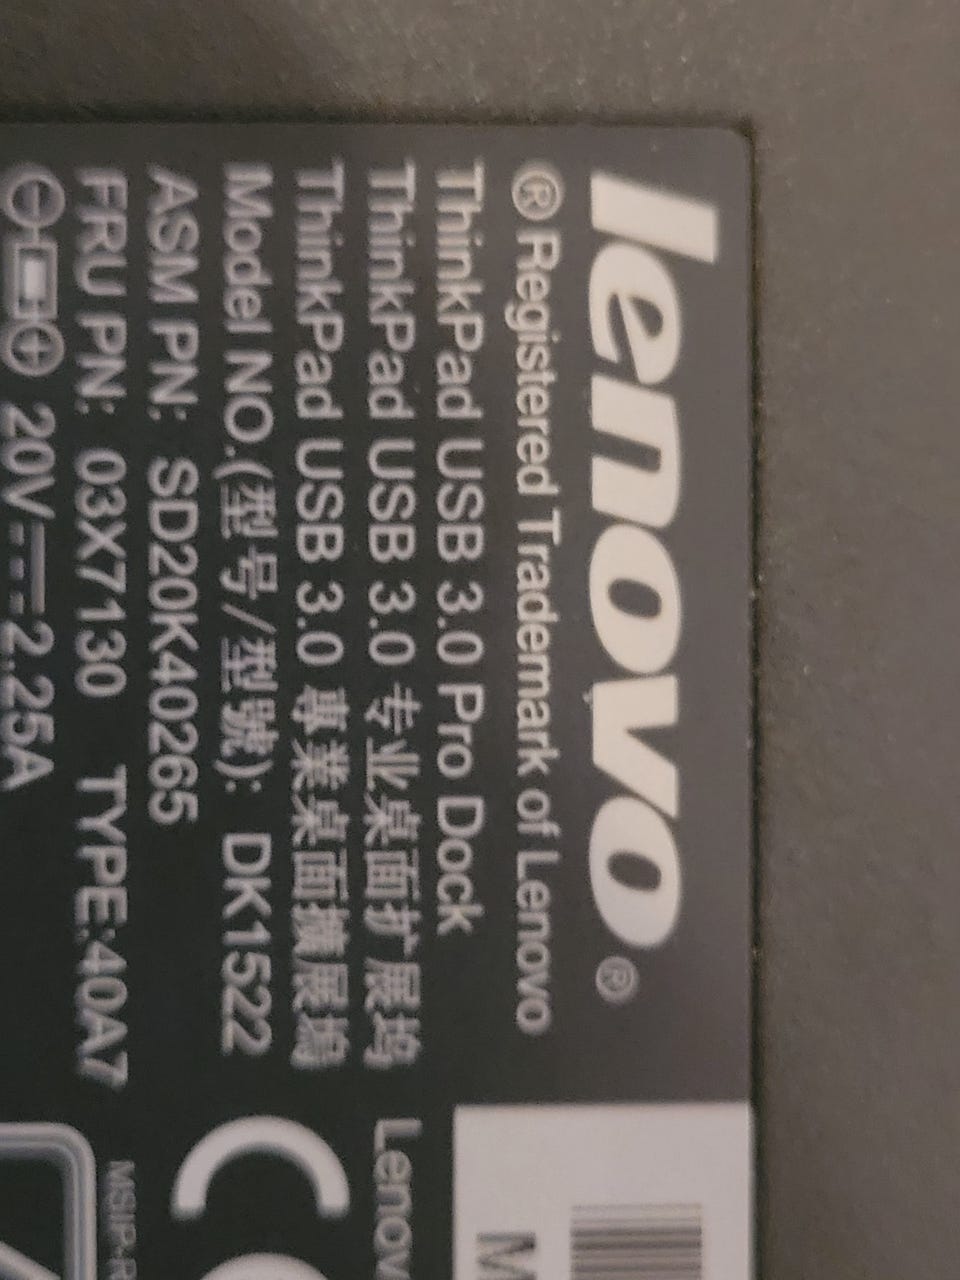 lenovo®
® Registered Trademark of Lenovo
ThinkPad USB 3.0 Pro Dock
ThinkPad USB 3.0 专业桌面扩展坞
ThinkPad USB 3.0 專業桌面擴展塢
Model NO.(型号/型號): DK1522
ASM PN: SD20K40265
FRU PN: 03X7130 TYPE:40A7
20V 2.25A
M
Lenov
MSIP-R